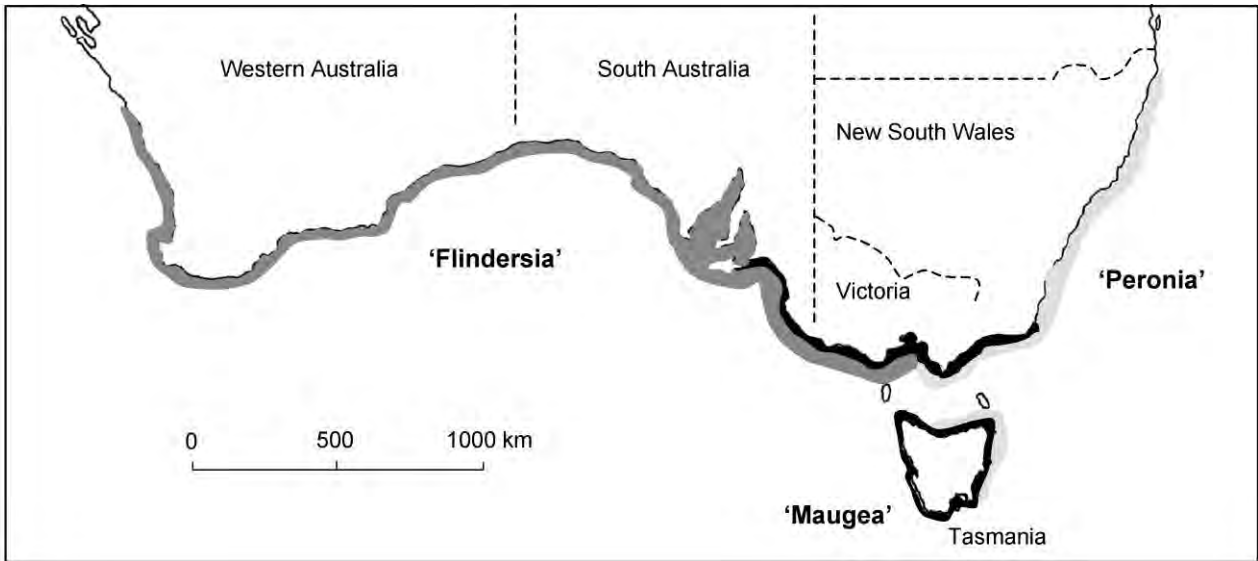 Western Australia
South Australia
New South Wales
‘Flindersia’
Victoria
‘Peronia’
0 500 1000 km
‘Maugea’
Tasmania